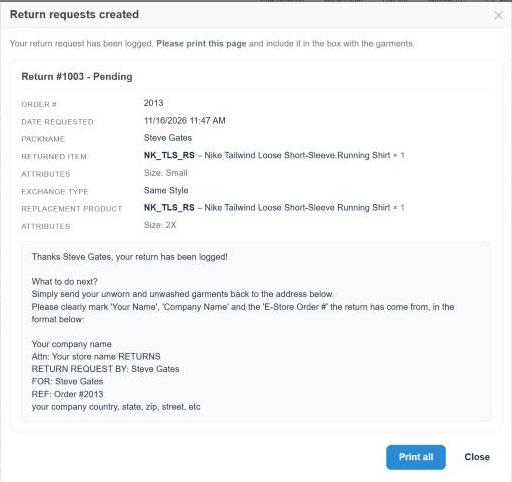 Return requests created
Your return request has been logged. Please print this page and include it in the box with the garments.
Return #1003 - Pending
ORDER # 2013
DATE REQUESTED: 11/16/2026 11:47 AM
PACKNAME Steve Gates
RETURNED ITEM: NK_TLS_RS – Nike Tailwind Loose Short-Sleeve Running Shirt × 1
ATTRIBUTES Size: Small
EXCHANGE TYPE Same Style
REPLACEMENT PRODUCT NK_TLS_RS – Nike Tailwind Loose Short-Sleeve Running Shirt × 1
ATTRIBUTES Size: 2X
Thanks Steve Gates, your return has been logged!
What to do next?
Simply send your unworn and unwashed garments back to the address below.
Please clearly mark 'Your Name', 'Company Name' and the 'E-Store Order #' the return has come from, in the
format below:
Your company name
Attn: Your store name RETURNS
RETURN REQUEST BY: Steve Gates
FOR: Steve Gates
REF: Order #2013
your company country, state, zip, street, etc
Print all Close